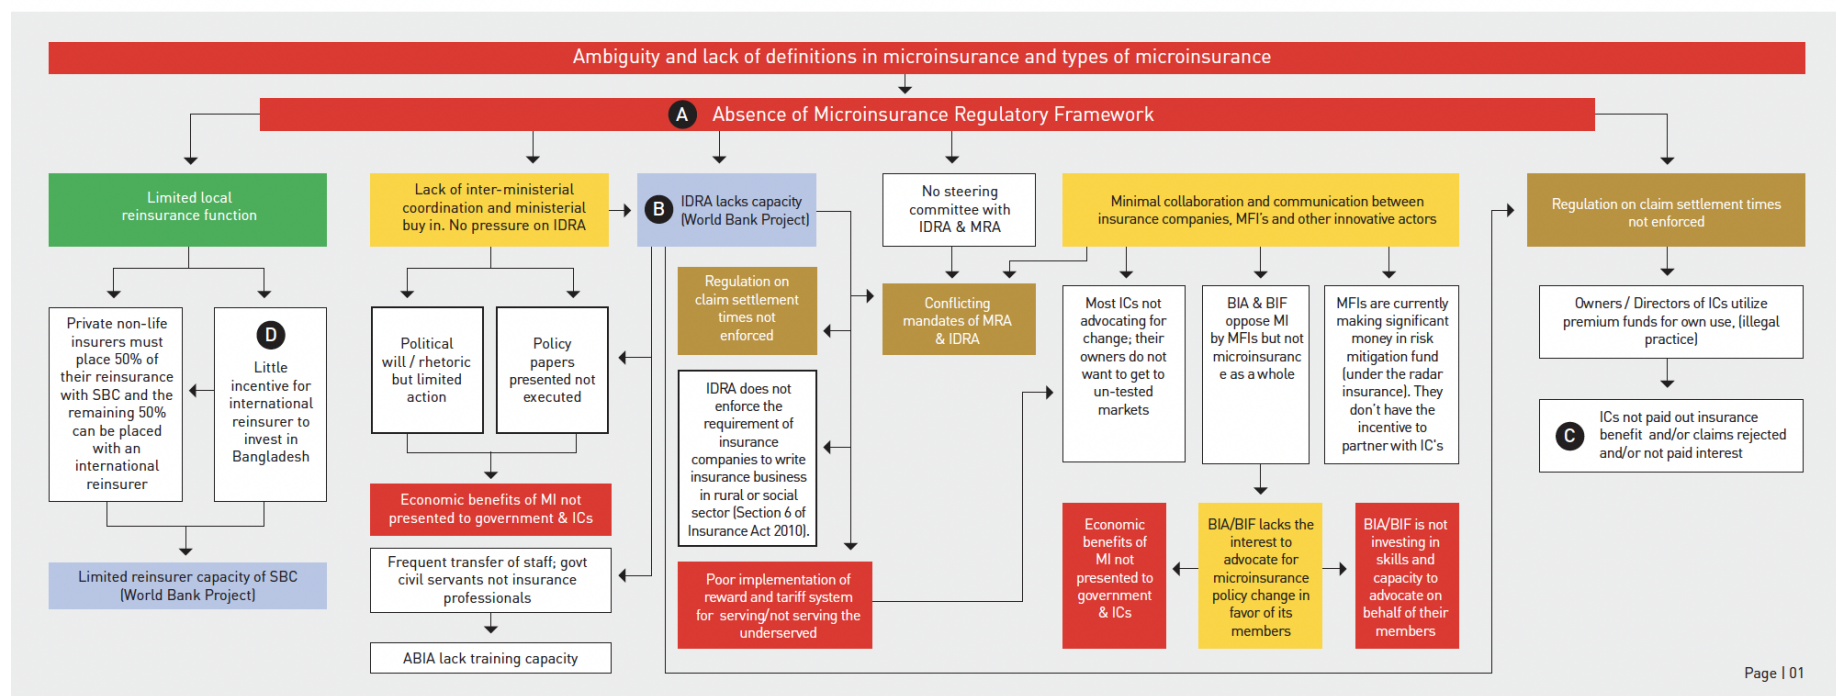 Ambiguity and lack of definitions in microinsurance and types of microinsurance
A Absence of Microinsurance Regulatory Framework
Limited local
reinsurance function
Private non-life
insurers must
place 50% of
their reinsurance
with SBC and the
remaining 50%
can be placed
with an
international
reinsurer
D
Little
incentive for
international
reinsurer to
invest in
Bangladesh
Limited reinsurer capacity of SBC
(World Bank Project)
Lack of inter-ministerial
coordination and ministerial
buy in. No pressure on IDRA
Political
will / rhetoric
but limited
action
Policy
papers
presented not
executed
Economic benefits of MI not
presented to government & ICs
Frequent transfer of staff; govt
civil servants not insurance
professionals
ABIA lack training capacity
B
IDRA lacks capacity
(World Bank Project)
Regulation on
claim settlement
times not
enforced
IDRA does not
enforce the
requirement of
insurance
companies to write
insurance business
in rural or social
sector (Section 6 of
Insurance Act 2010).
Poor implementation of
reward and tariff system
for serving/not serving the
underserved
No steering
committee with
IDRA & MRA
Conflicting
mandates of MRA
& IDRA
Minimal collaboration and communication between
insurance companies, MFI's and other innovative actors
Most ICs not
advocating for
change; their
owners do not
want to get to
un-tested
markets
BIA & BIF
oppose MI
by MFIs but not
microinsuranc
e as a whole
MFIs are currently
making significant
money in risk
mitigation fund
(under the radar
insurance). They
don't have the
incentive to
partner with IC's
Economic
benefits of
MI not
presented to
government
& ICs
BIA/BIF lacks the
interest to
advocate for
microinsurance
policy change in
favor of its
members
BIA/BIF is not
investing in
skills and
capacity to
advocate on
behalf of their
members
Regulation on claim settlement times
not enforced
Owners / Directors of ICs utilize
premium funds for own use, (illegal
practice)
C
ICs not paid out insurance
benefit and/or claims rejected
and/or not paid interest
Page | 01